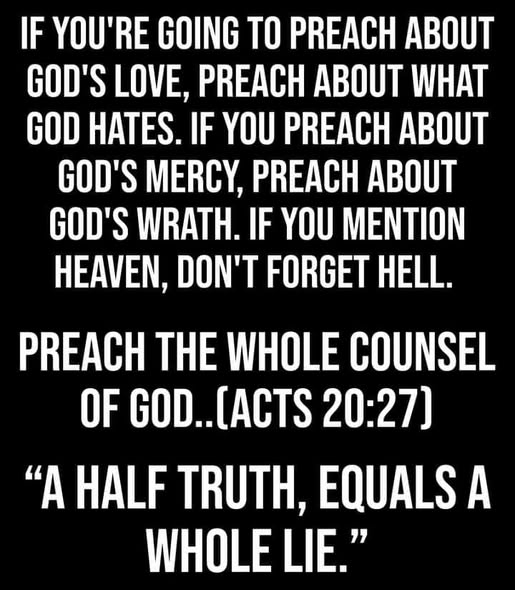 IF YOU'RE GOING TO PREACH ABOUT
GOD'S LOVE, PREACH ABOUT WHAT
GOD HATES. IF YOU PREACH ABOUT
GOD'S MERCY, PREACH ABOUT
GOD'S WRATH. IF YOU MENTION
HEAVEN, DON'T FORGET HELL.
PREACH THE WHOLE COUNSEL
OF GOD..(ACTS 20:27)
“A HALF TRUTH, EQUALS A
WHOLE LIE.”